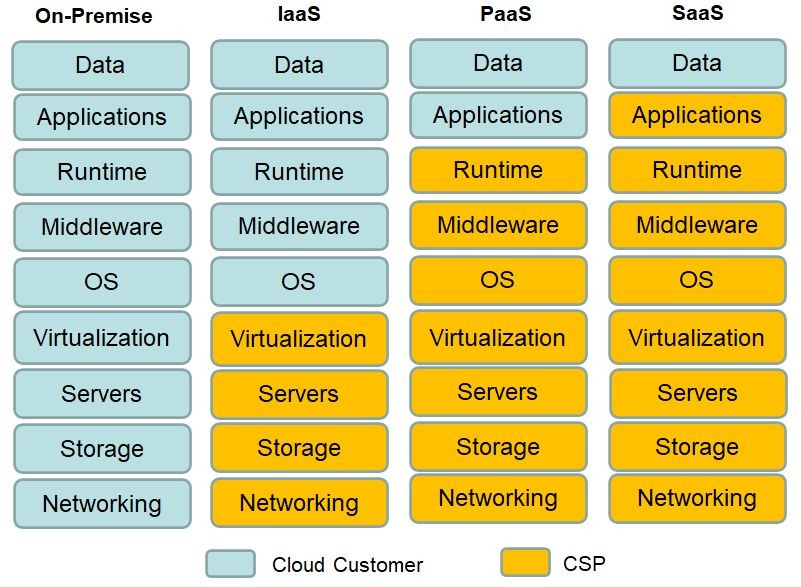 On-Premise IaaS PaaS SaaS
Data Data Data Data
Applications Applications Applications Applications
Runtime Runtime Runtime Runtime
Middleware Middleware Middleware Middleware
OS OS OS OS
Virtualization Virtualization Virtualization Virtualization
Servers Servers Servers Servers
Storage Storage Storage Storage
Networking Networking Networking Networking
Cloud Customer CSP